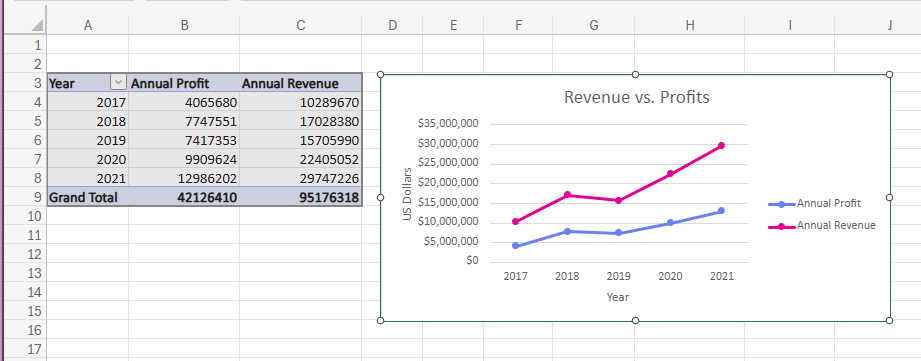 A B C D E F G H I J
1
2
3 Year Annual Profit Annual Revenue
4 2017 4065680 10289670
5 2018 7747551 17028380
6 2019 7417353 15705990
7 2020 9909624 22405052
8 2021 12986202 29747226
9 Grand Total 42126410 95176318
10
11
12
13
14
15
16
17
Revenue vs. Profits
US Dollars
$35,000,000
$30,000,000
$25,000,000
$20,000,000
$15,000,000
$10,000,000
$5,000,000
$0
2017 2018 2019 2020 2021
Year
Annual Profit
Annual Revenue